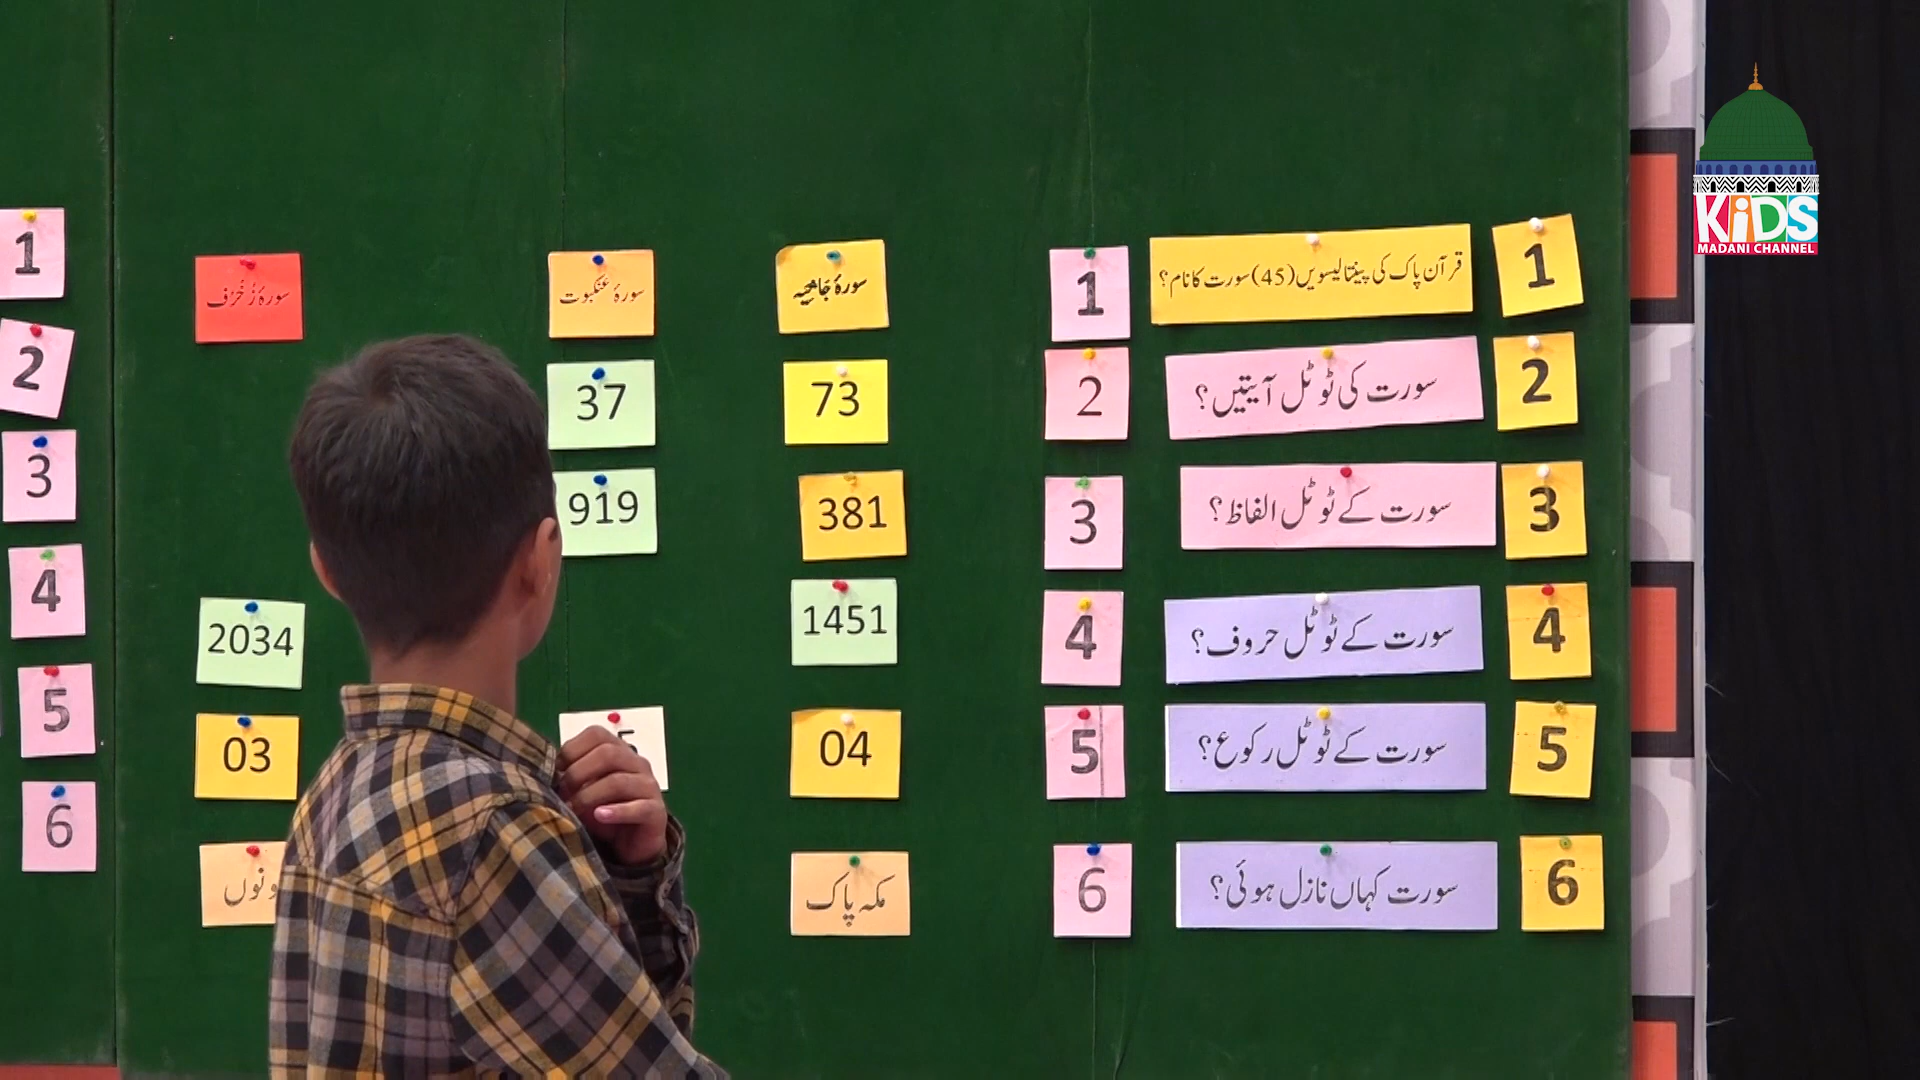 KiDS
MADANI CHANNEL
1 قرآن پاک کی پینتالیسویں(45)سورت کا نام؟ 1 سورۂ جَاثِیَہ سورۂ عنکبوت سورۂ زُخْرُف 1
2 سورت کی ٹوٹل آیتیں؟ 2 73 37 2
3 سورت کے ٹوٹل الفاظ؟ 3 381 919 3
4 سورت کے ٹوٹل حروف؟ 4 1451 2034 4
5 سورت کے ٹوٹل رکوع؟ 5 04 03 5
6 سورت کہاں نازل ہوئی؟ 6 مکہ پاک 6